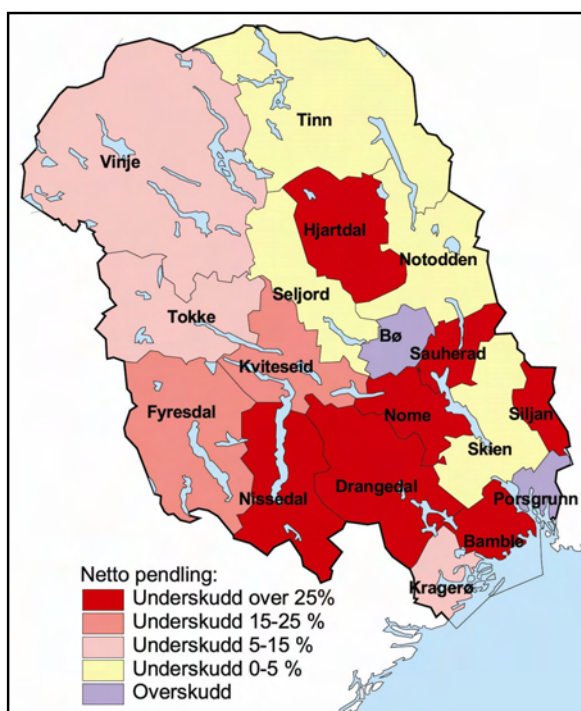 Tinn
Vinje
Hjartdal
Notodden
Seljord
Tokke
Bø
Sauherad
Kviteseid
Fyresdal
Nome
Siljan
Skien
Nissedal
Drangedal
Porsgrunn
Bamble
Kragerø
Netto pendling:
Underskudd over 25%
Underskudd 15-25 %
Underskudd 5-15 %
Underskudd 0-5 %
Overskudd